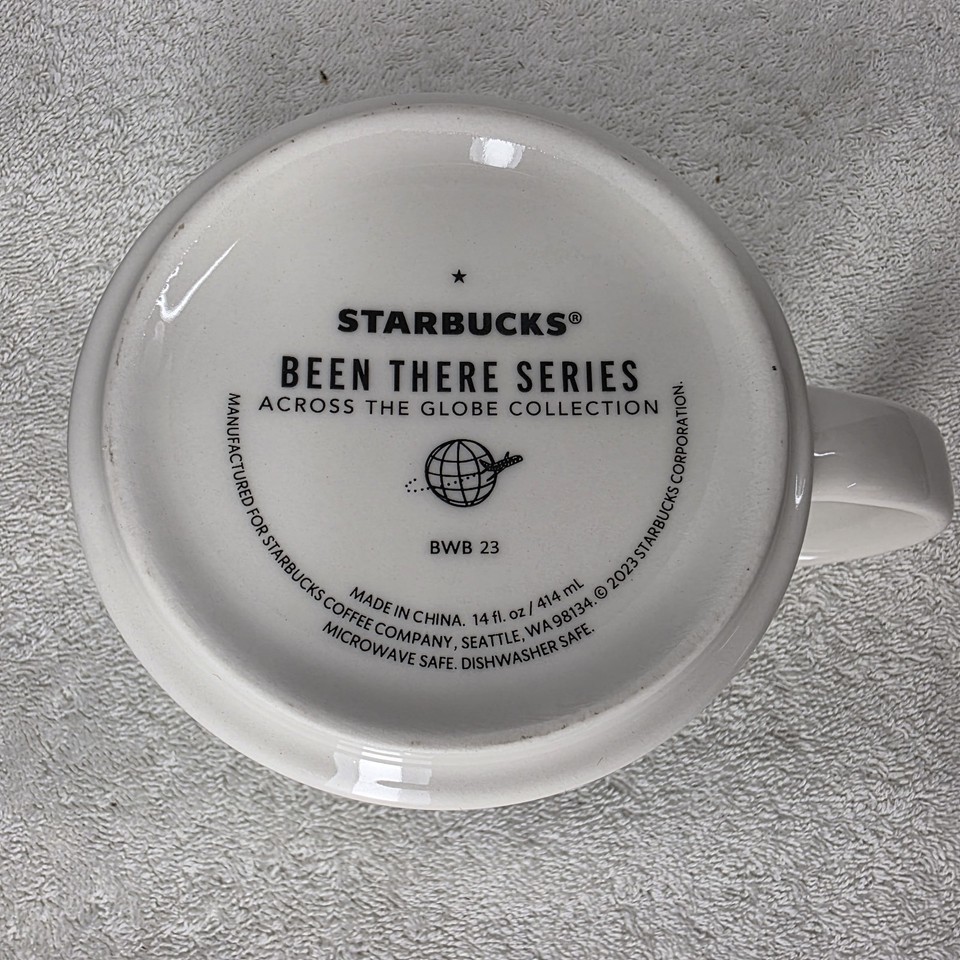 STARBUCKS®
BEEN THERE SERIES
ACROSS THE GLOBE COLLECTION
BWB 23
MADE IN CHINA. 14 fl. oz / 414 mL
MANUFACTURED FOR STARBUCKS COFFEE COMPANY, SEATTLE, WA 98134. © 2023 STARBUCKS CORPORATION.
MICROWAVE SAFE. DISHWASHER SAFE.